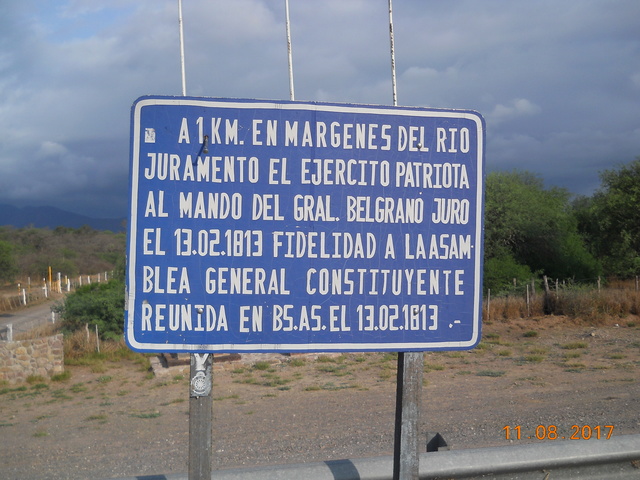 A 1 KM. EN MARGENES DEL RIO
JURAMENTO EL EJERCITO PATRIOTA
AL MANDO DEL GRAL. BELGRANO JURO
EL 13.02.1813 FIDELIDAD A LA ASAM-
BLEA GENERAL CONSTITUYENTE
REUNIDA EN BS.AS. EL 13.02.1813 .-
11 08 2017